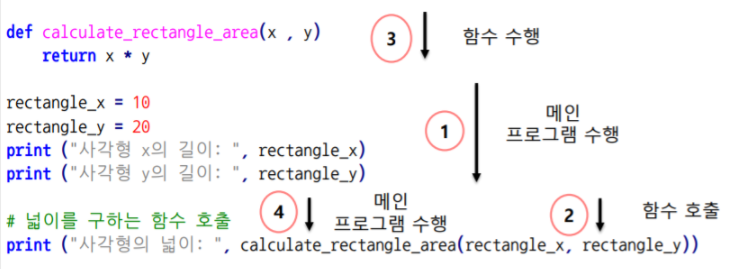 def calculate_rectangle_area(x , y)
return x * y
3
함수 수행
rectangle_x = 10
rectangle_y = 20
print ("사각형 x의 길이: ", rectangle_x)
print ("사각형 y의 길이: ", rectangle_y)
1
메인
프로그램 수행
# 넓이를 구하는 함수 호출
print ("사각형의 넓이: ", calculate_rectangle_area(rectangle_x, rectangle_y))
4
메인
프로그램 수행
2
함수 호출